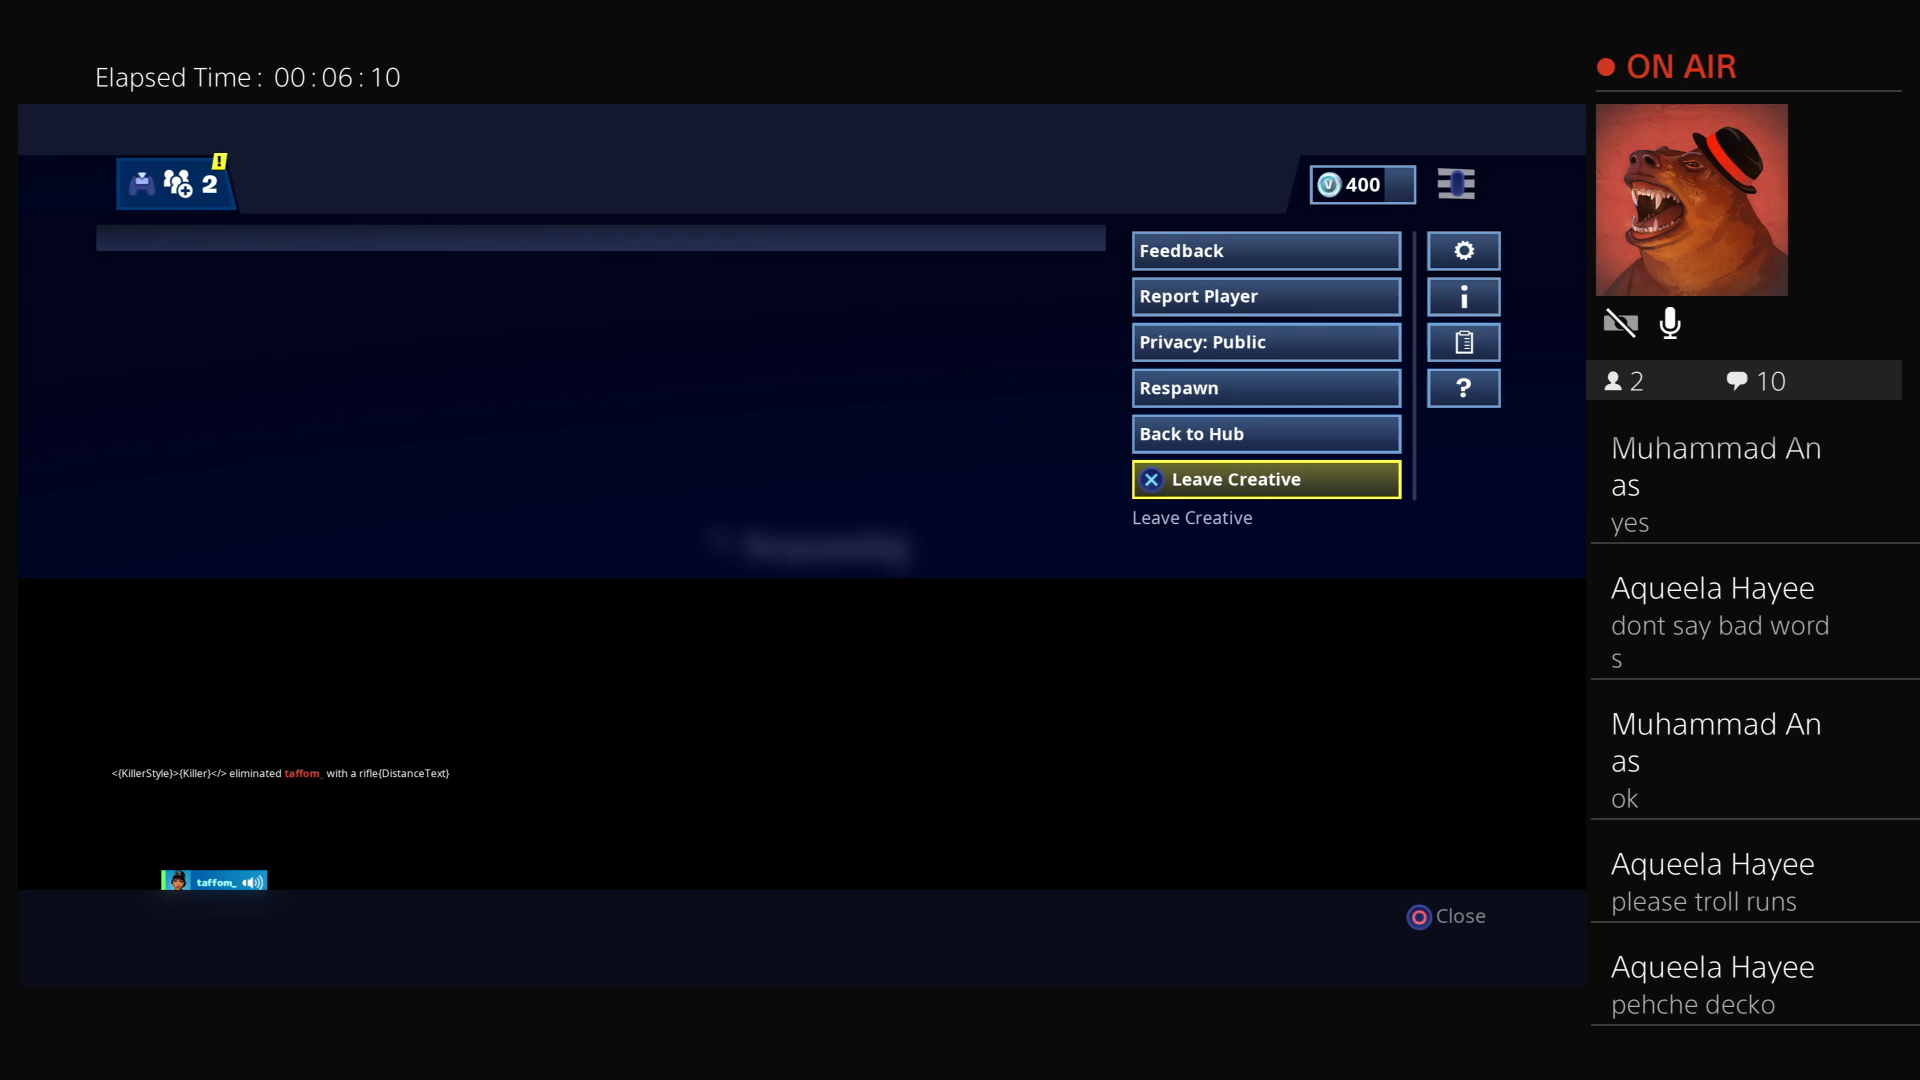 Elapsed Time: 00:06:10
ON AIR
! 2
V 400
Feedback
Report Player
i
Privacy: Public
Respawn
?
Back to Hub
Leave Creative
Leave Creative
<{KillerStyle}>{Killer}</> eliminated taffom_ with a rifle{DistanceText}
taffom_
Close
2 10
Muhammad An
as
yes
Aqueela Hayee
dont say bad word
s
Muhammad An
as
ok
Aqueela Hayee
please troll runs
Aqueela Hayee
pehche decko